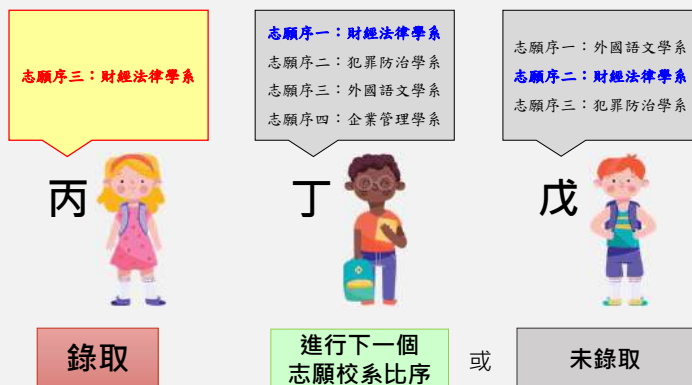 志願序三：財經法律學系
志願序一：財經法律學系
志願序二：犯罪防治學系
志願序三：外國語文學系
志願序四：企業管理學系
志願序一：外國語文學系
志願序二：財經法律學系
志願序三：犯罪防治學系
丙
丁
戊
錄取
進行下一個
志願校系比序
或
未錄取